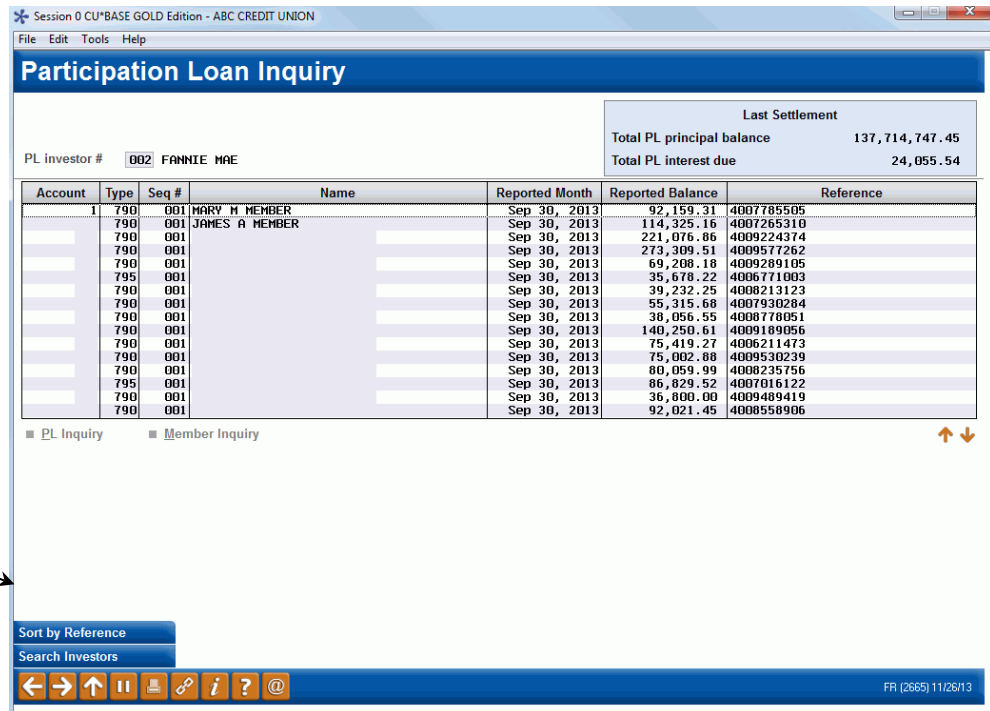 Session 0 CU*BASE GOLD Edition - ABC CREDIT UNION
File Edit Tools Help
Participation Loan Inquiry
Last Settlement
Total PL principal balance 137,714,747.45
PL investor # 002 FANNIE MAE Total PL interest due 24,055.54
Account Type Seq # Name Reported Month Reported Balance Reference
1 790 001 MARY M MEMBER Sep 30, 2013 92,159.31 4007785505
790 001 JAMES A MEMBER Sep 30, 2013 114,325.16 4007265310
790 001 Sep 30, 2013 221,076.86 4009224374
790 001 Sep 30, 2013 273,309.51 4009577262
790 001 Sep 30, 2013 69,208.18 4009289105
795 001 Sep 30, 2013 35,678.22 4006771003
790 001 Sep 30, 2013 39,232.25 4008213123
790 001 Sep 30, 2013 55,315.68 4007930284
790 001 Sep 30, 2013 38,056.55 4008778051
790 001 Sep 30, 2013 140,250.61 4009189056
790 001 Sep 30, 2013 75,419.27 4006211473
790 001 Sep 30, 2013 75,002.88 4009530239
790 001 Sep 30, 2013 80,059.99 4008235756
795 001 Sep 30, 2013 86,829.52 4007016122
790 001 Sep 30, 2013 36,800.00 4009489419
790 001 Sep 30, 2013 92,021.45 4008558906
PL Inquiry Member Inquiry
Sort by Reference
Search Investors
FR (2665) 11/26/13